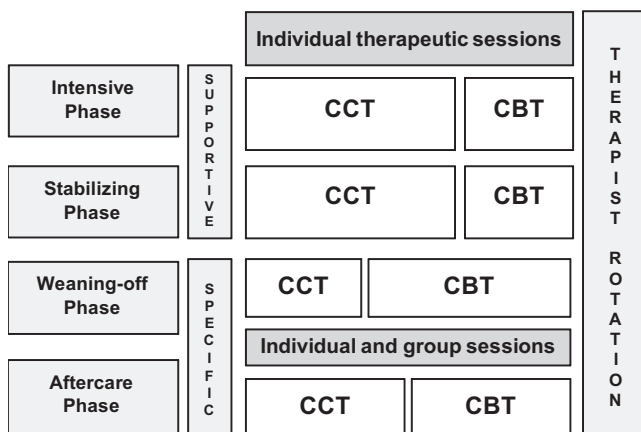 Individual therapeutic sessions
Intensive
Phase
SUPPORTIVE
CCT
CBT
THERAPIST ROTATION
Stabilizing
Phase
CCT
CBT
Weaning-off
Phase
SPECIFIC
CCT
CBT
Individual and group sessions
Aftercare
Phase
CCT
CBT